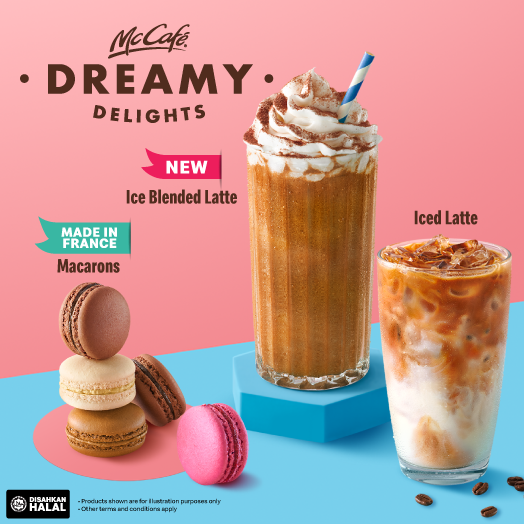 McCafé.
• DREAMY •
DELIGHTS
NEW
Ice Blended Latte
Iced Latte
MADE IN
FRANCE
Macarons
DISAHKAN
HALAL
- Products shown are for illustration purposes only
- Other terms and conditions apply